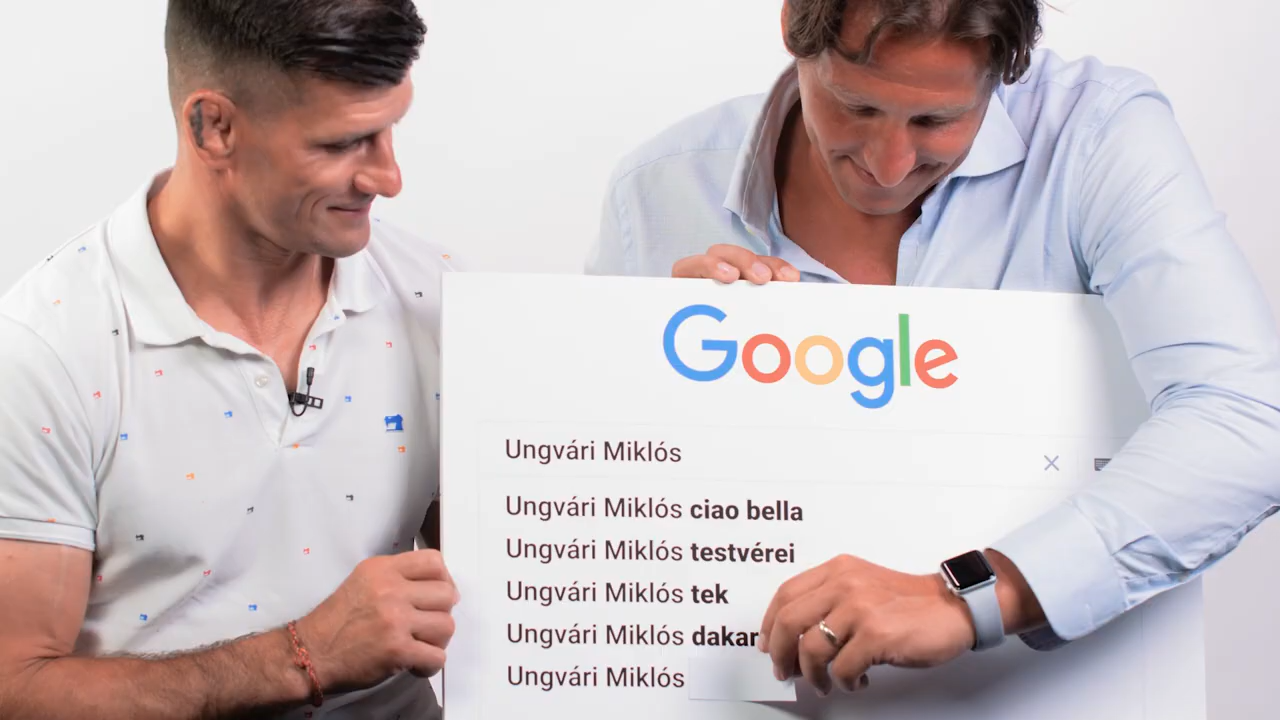 Google
Ungvári Miklós
Ungvári Miklós ciao bella
Ungvári Miklós testvérei
Ungvári Miklós tek
Ungvári Miklós dakar
Ungvári Miklós